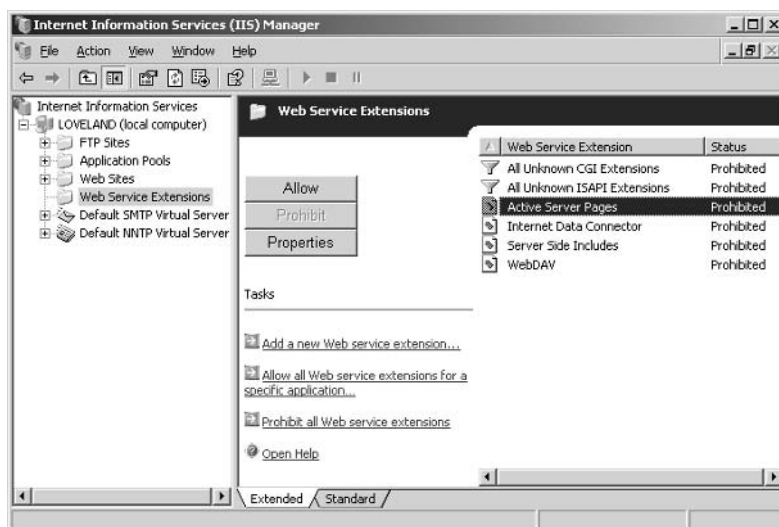 Internet Information Services (IIS) Manager
File Action View Window Help
Internet Information Services
LOVELAND (local computer)
FTP Sites
Application Pools
Web Sites
Web Service Extensions
Default SMTP Virtual Server
Default NNTP Virtual Server
Web Service Extensions
Allow
Prohibit
Properties
Tasks
Add a new Web service extension...
Allow all Web service extensions for a
specific application...
Prohibit all Web service extensions
Open Help
Web Service Extension Status
All Unknown CGI Extensions Prohibited
All Unknown ISAPI Extensions Prohibited
Active Server Pages Prohibited
Internet Data Connector Prohibited
Server Side Includes Prohibited
WebDAV Prohibited
Extended Standard